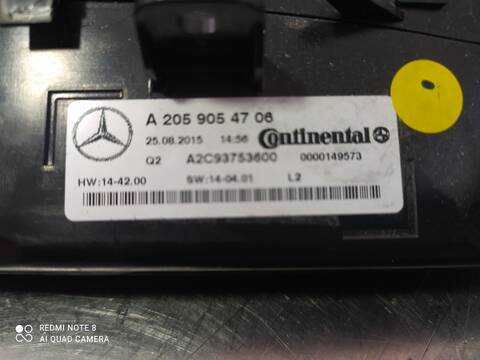 A 205 905 47 06
25.08.2015 14:56 Continental
Q2 A2C93753600 0000149573
HW:14-42.00 SW:14-04.01 L2
REDMI NOTE 8
AI QUAD CAMERA